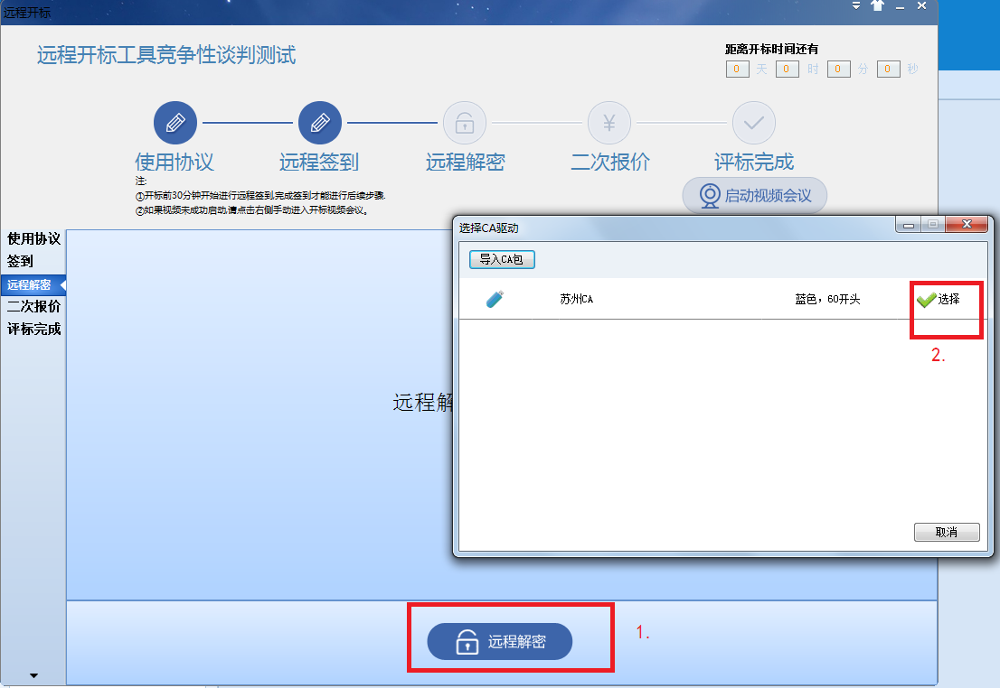 远程开标
远程开标工具竞争性谈判测试
距离开标时间还有
0 天 0 时 0 分 0 秒
使用协议 远程签到 远程解密 二次报价 评标完成
注:
①开标前30分钟开始进行远程签到,完成签到才能进行后续步骤.
②如果视频未成功启动,请点击右侧手动进入开标视频会议。
启动视频会议
使用协议
签到
远程解密
二次报价
评标完成
远程解
选择CA驱动
导入CA包
苏州CA 蓝色，60开头 选择
2.
取消
远程解密
1.